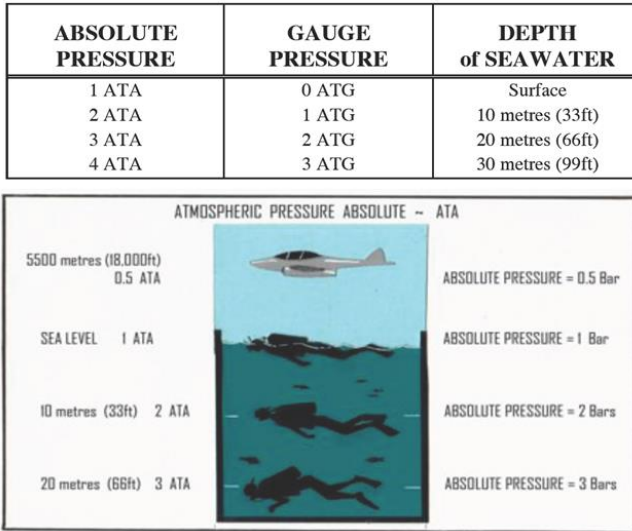 ABSOLUTE PRESSURE GAUGE PRESSURE DEPTH of SEAWATER
1 ATA 0 ATG Surface
2 ATA 1 ATG 10 metres (33ft)
3 ATA 2 ATG 20 metres (66ft)
4 ATA 3 ATG 30 metres (99ft)
ATMOSPHERIC PRESSURE ABSOLUTE ~ ATA
5500 metres (18,000ft)
0.5 ATA
ABSOLUTE PRESSURE = 0.5 Bar
SEA LEVEL 1 ATA
ABSOLUTE PRESSURE = 1 Bar
10 metres (33ft) 2 ATA
ABSOLUTE PRESSURE = 2 Bars
20 metres (66ft) 3 ATA
ABSOLUTE PRESSURE = 3 Bars